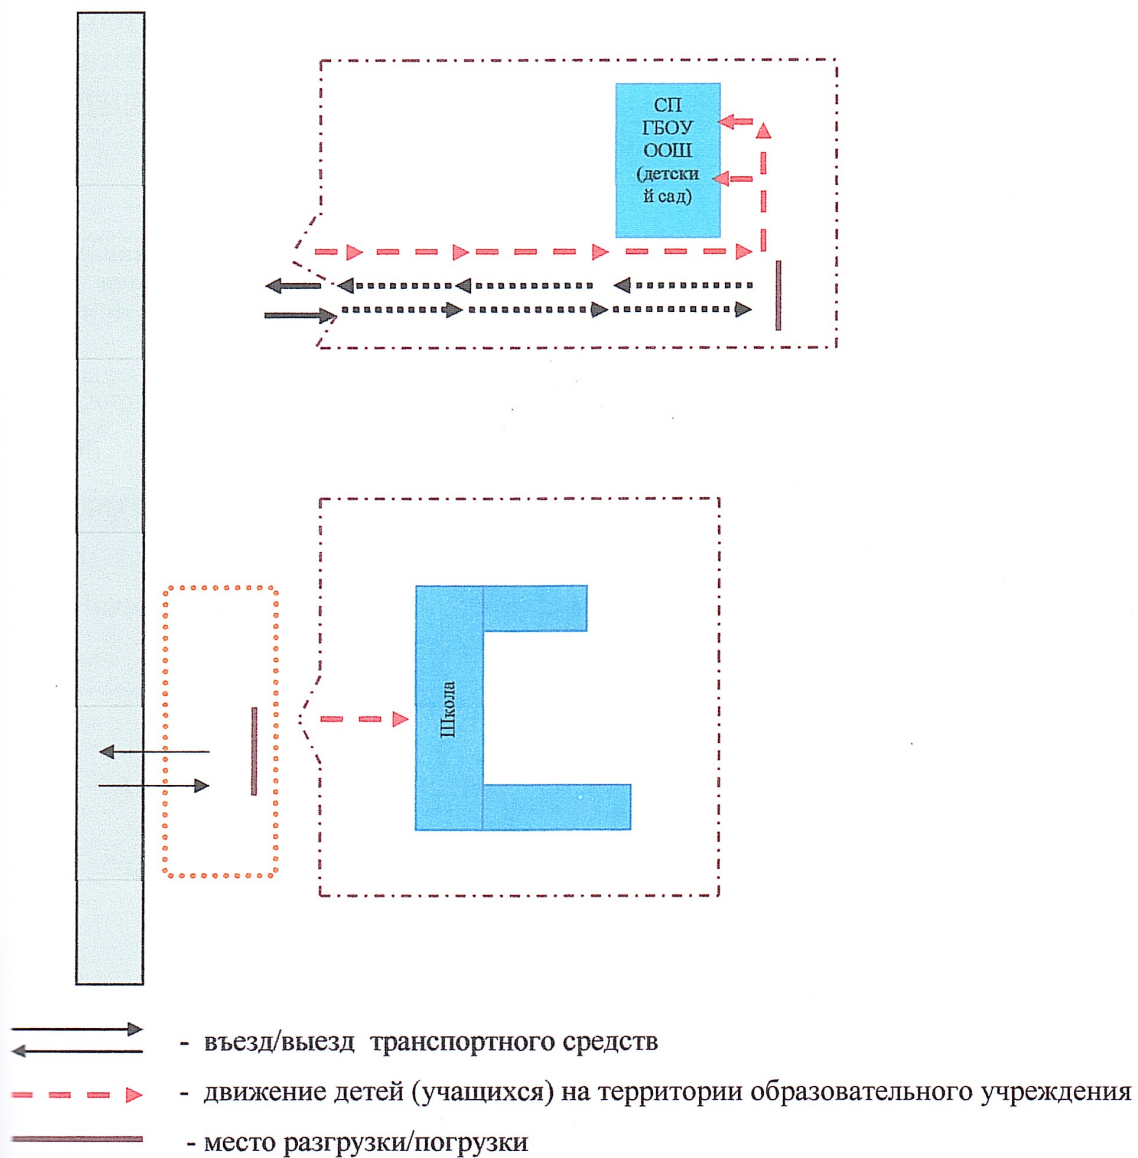 СП
ГБОУ
ООШ
(детски
й сад)
Школа
- въезд/выезд транспортного средств
- движение детей (учащихся) на территории образовательного учреждения
- место разгрузки/погрузки